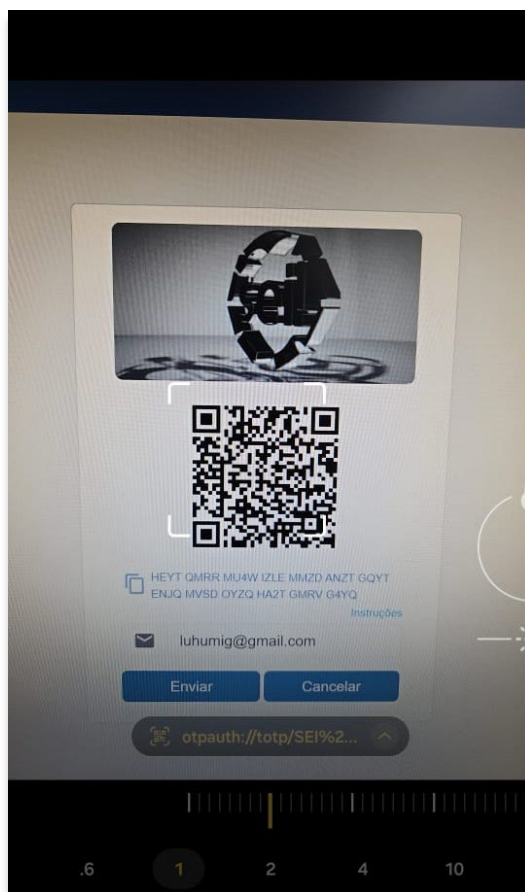 sei!
HEYT QMRR MU4W IZLE MMZD ANZT GQYT
ENJQ MVSD OYZQ HA2T GMRV G4YQ
Instruções
luhumig@gmail.com
Enviar
Cancelar
otpauth://totp/SEI%2...
.6
1
2
4
10